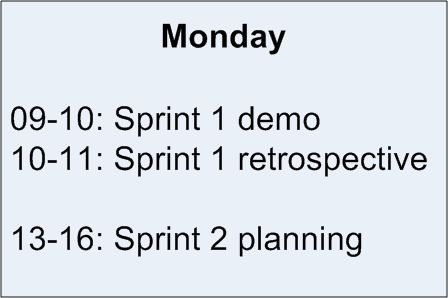 Monday
09-10: Sprint 1 demo
10-11: Sprint 1 retrospective
13-16: Sprint 2 planning